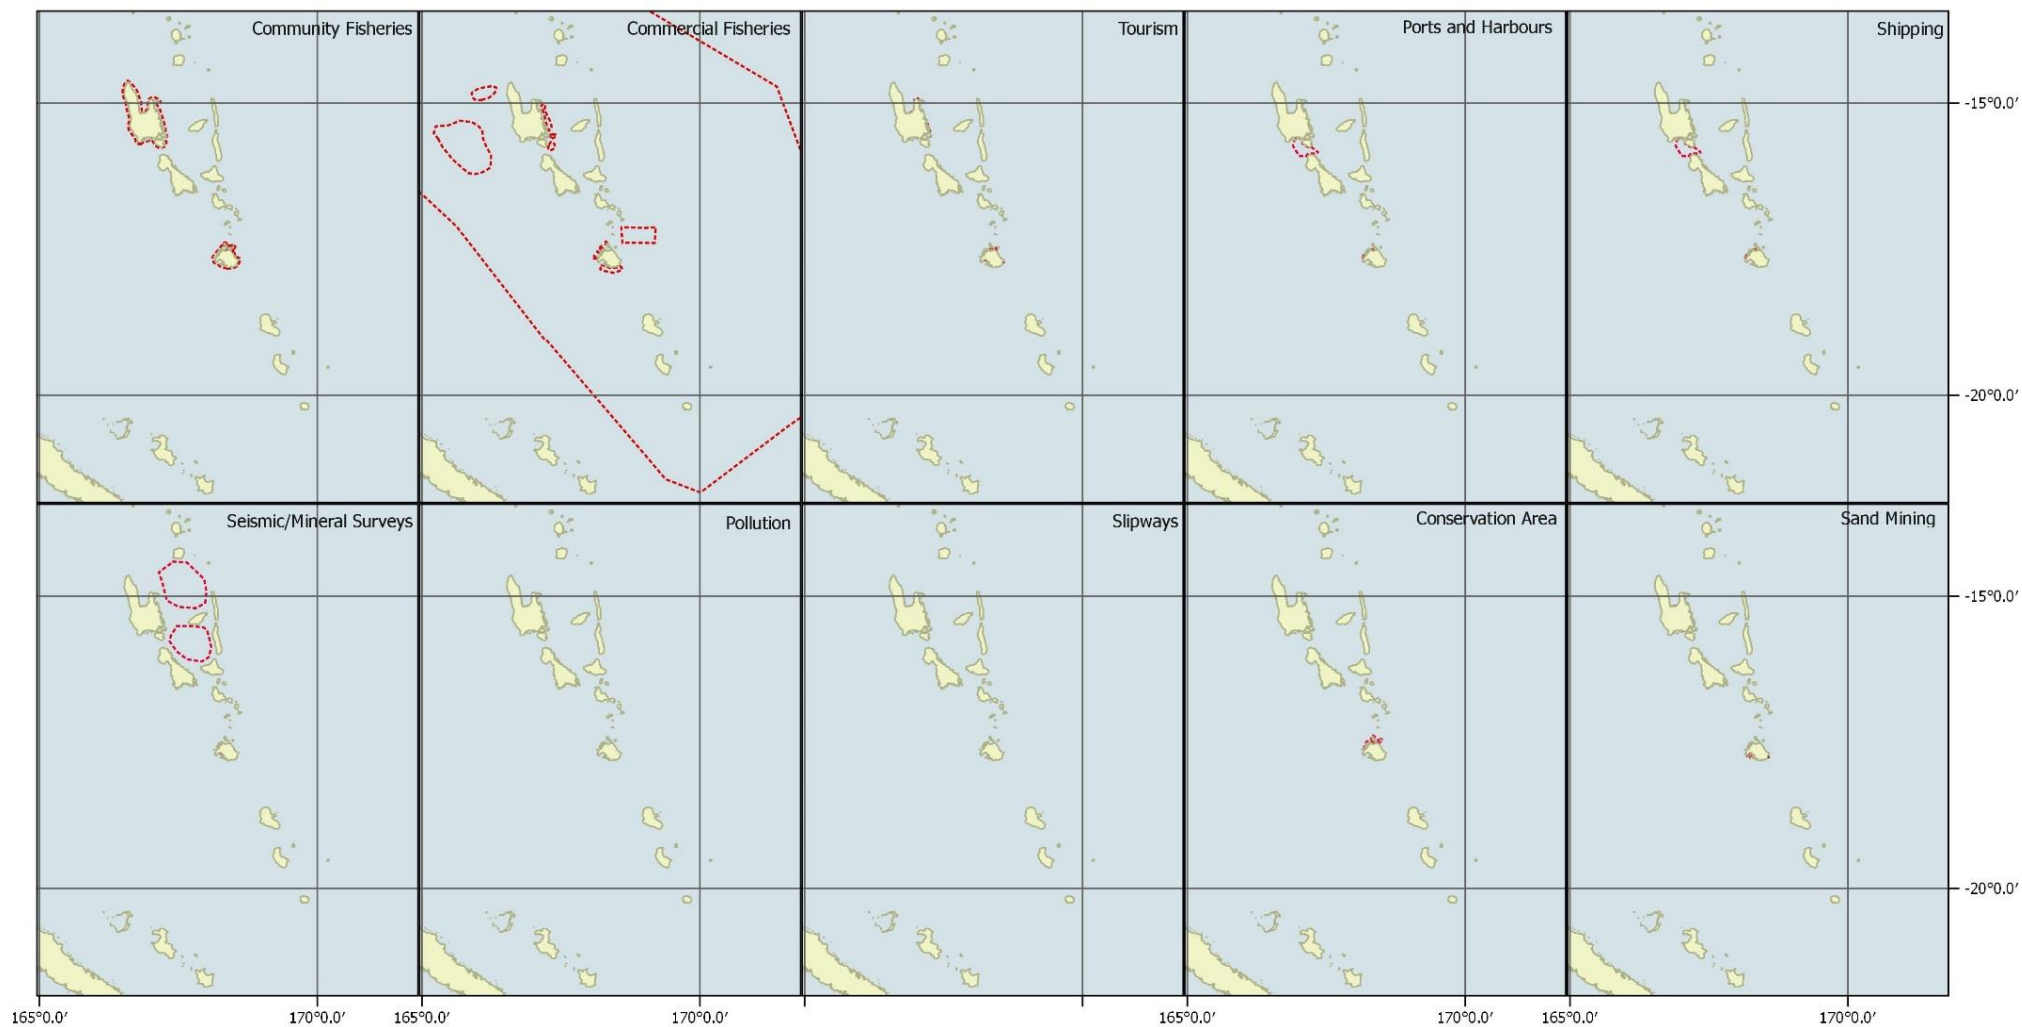 Community Fisheries
Commercial Fisheries
Tourism
Ports and Harbours
Shipping
-15°0.0′
-20°0.0′
Seismic/Mineral Surveys
Pollution
Slipways
Conservation Area
Sand Mining
-15°0.0′
-20°0.0′
165°0.0′
170°0.0′
165°0.0′
170°0.0′
165°0.0′
170°0.0′
165°0.0′
170°0.0′